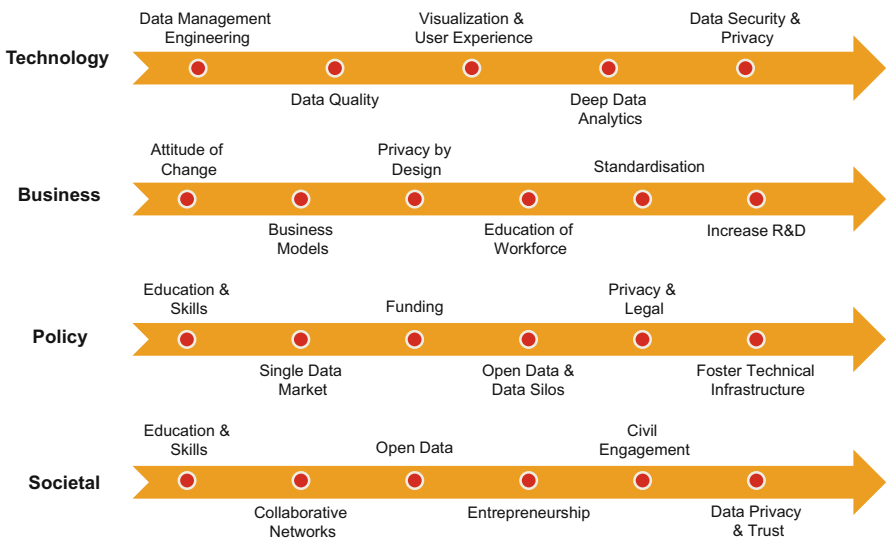 Data Management
Engineering
Visualization &
User Experience
Data Security &
Privacy
Technology
Data Quality
Deep Data
Analytics
Attitude of
Change
Privacy by
Design
Standardisation
Business
Business
Models
Education of
Workforce
Increase R&D
Education &
Skills
Funding
Privacy &
Legal
Policy
Single Data
Market
Open Data &
Data Silos
Foster Technical
Infrastructure
Education &
Skills
Open Data
Civil
Engagement
Societal
Collaborative
Networks
Entrepreneurship
Data Privacy
& Trust